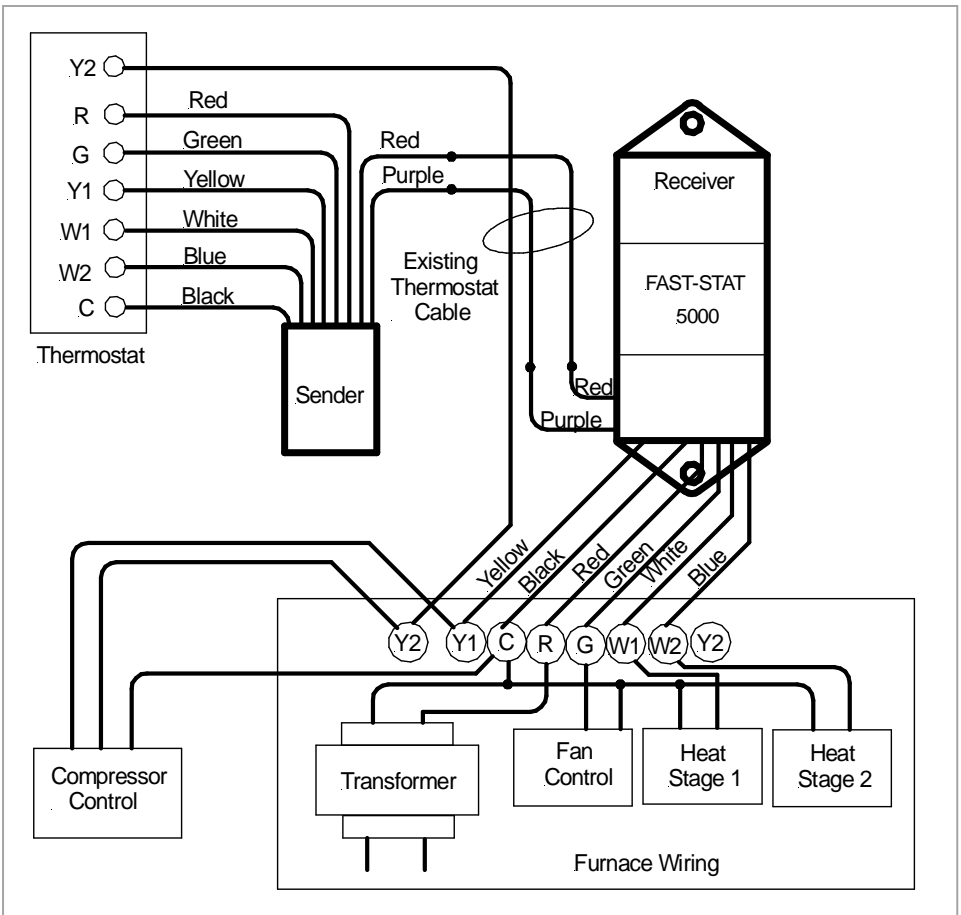 Y2
R
Red
G
Green
Y1
Yellow
W1
White
W2
Blue
C
Black
Thermostat
Sender
Red
Purple
Existing
Thermostat
Cable
Receiver
FAST-STAT
5000
Red
Purple
Yellow
Black
Red
Green
White
Blue
Y2 Y1 C R G W1 W2 Y2
Compressor
Control
Transformer
Fan
Control
Heat
Stage 1
Heat
Stage 2
Furnace Wiring